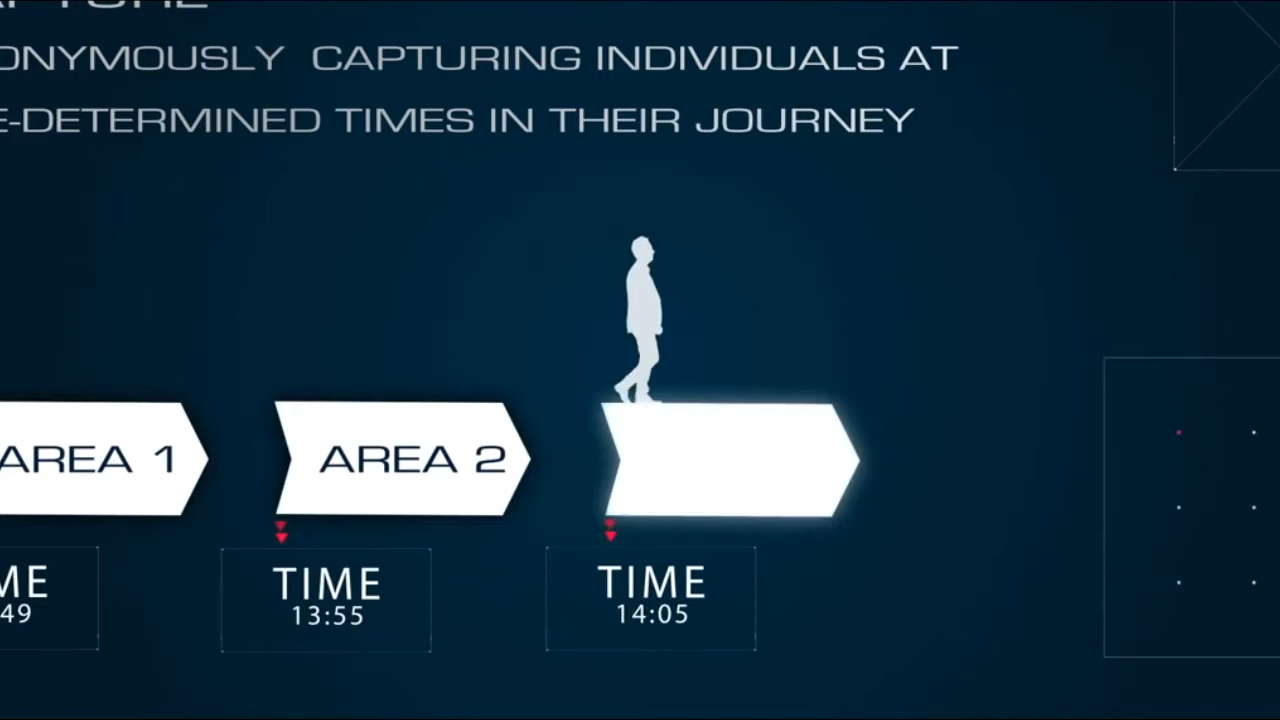 ONYMOUSLY CAPTURING INDIVIDUALS AT
E-DETERMINED TIMES IN THEIR JOURNEY
AREA 1
AREA 2
ME
49
TIME
13:55
TIME
14:05